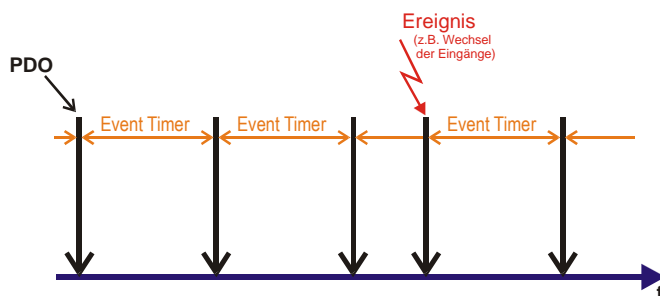 Ereignis
(z.B. Wechsel
der Eingänge)
PDO
Event Timer
Event Timer
Event Timer
t